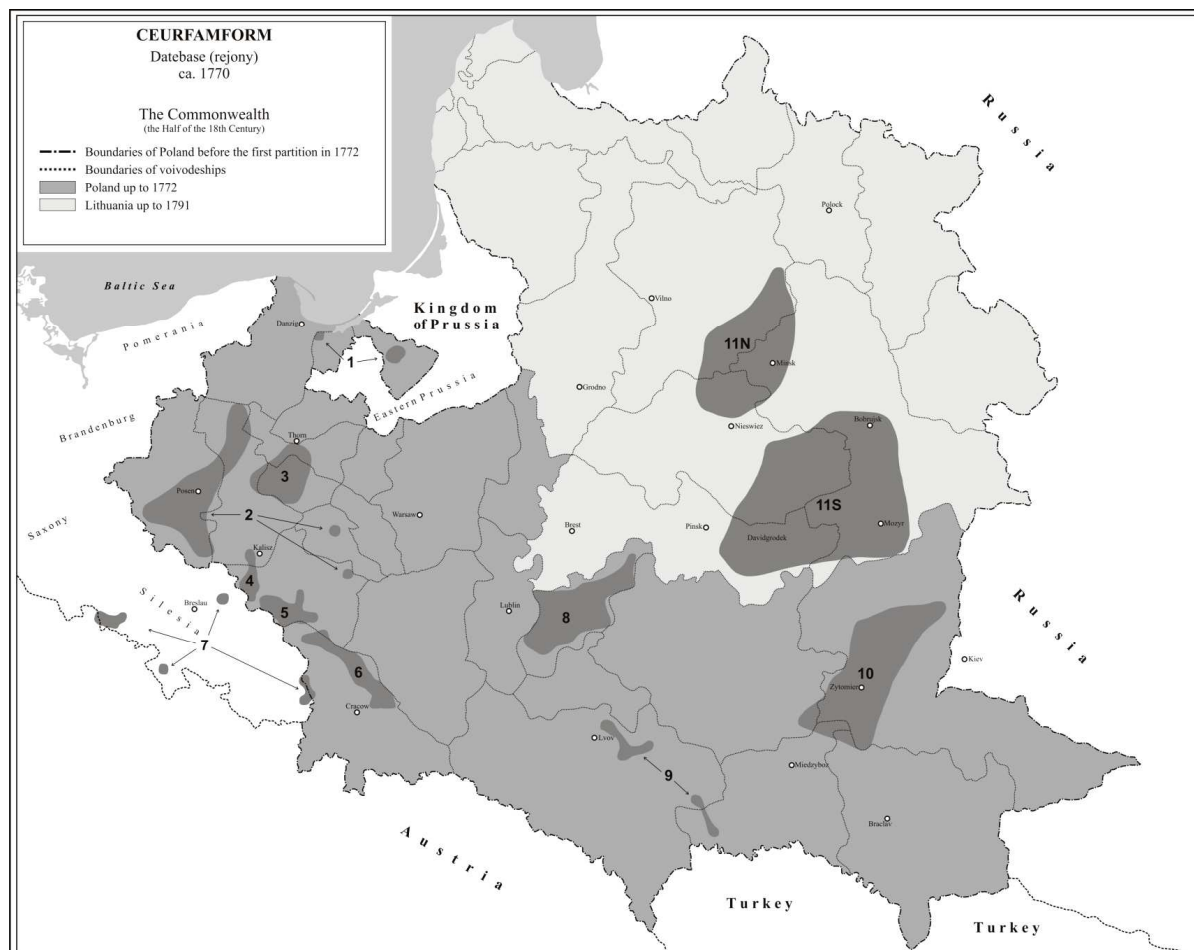 CEURFAMFORM
Datebase (rejony)
ca. 1770
The Commonwealth
(the Half of the 18th Century)
Boundaries of Poland before the first partition in 1772
Boundaries of voivodeships
Poland up to 1772
Lithuania up to 1791
Russia
Polock
Baltic Sea
Vilno
Kingdom
of Prussia
Danzig
Pomerania
11N
Minsk
1
Eastern Prussia
Grodno
Brandenburg
Nieswiez
Bobruisk
Thorn
3
Posen
11S
2
Warsaw
Saxony
Brest
Pinsk
Mozyr
Davidgrodek
Kalisz
4
Silesia
Breslau
5
Lublin
8
Russia
7
6
10
Kiev
Zytomierz
Cracow
Lvov
9
Miedzyboz
Braclav
Austria
Turkey
Turkey